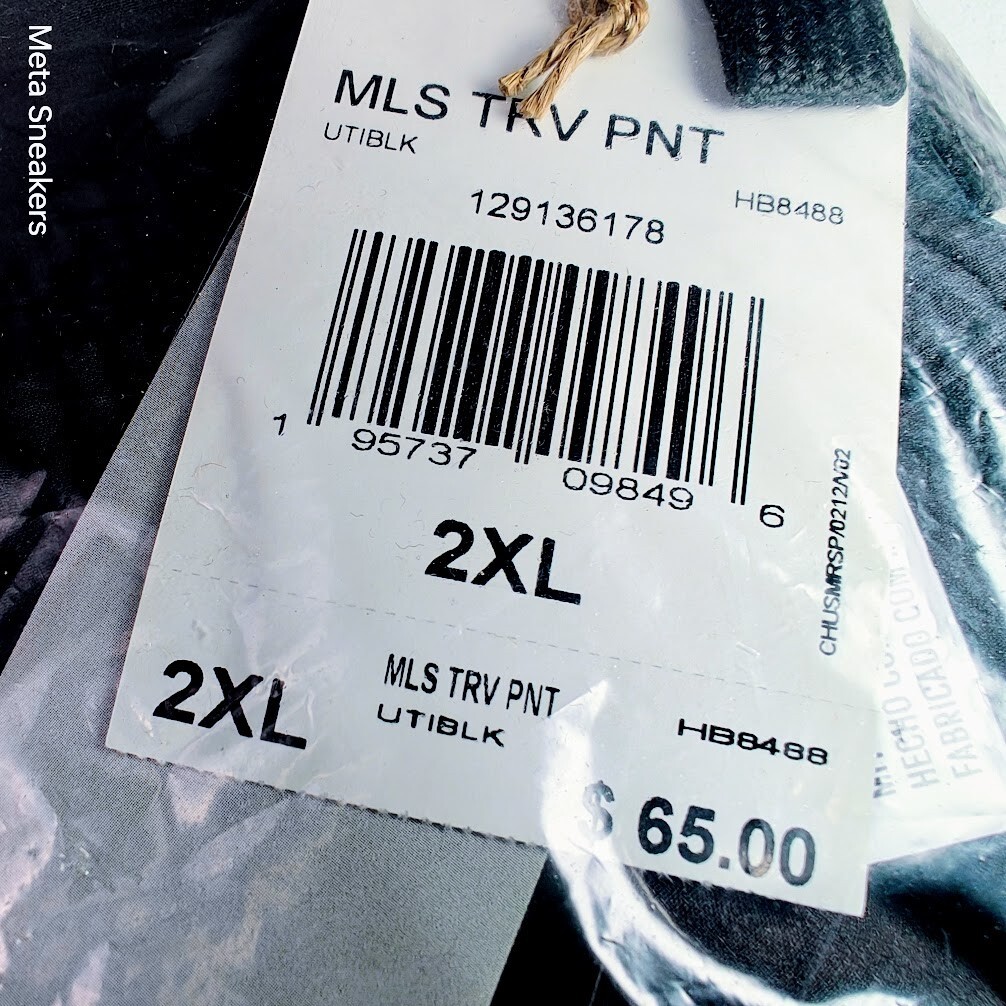 Meta Sneakers
MLS TRV PNT
UTIBLK
HB8488
129136178
1 95737 09849 6
2XL
CHUSMRSP/0212/V02
2XL
MLS TRV PNT
UTIBLK
HB8488
$ 65.00
HECHO
FABRICADO